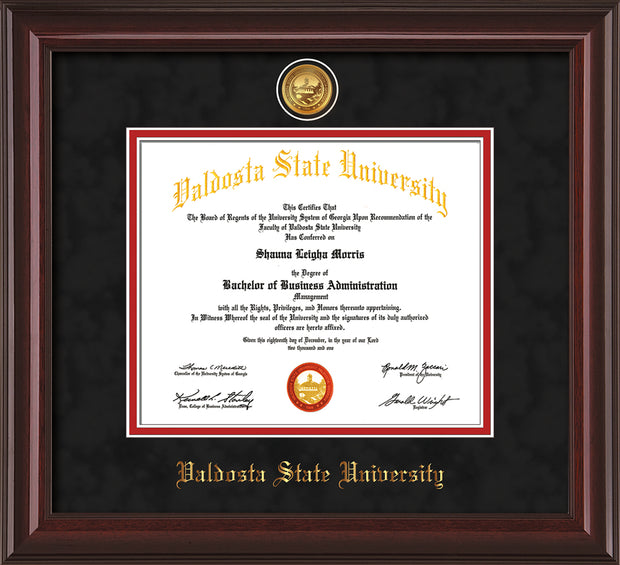 Valdosta State University
This Certifies That
The Board of Regents of the University System of Georgia Upon Recommendation of the
Faculty of Valdosta State University
Has Conferred on
Shauna Leigha Morris
the Degree of
Bachelor of Business Administration
Management
with all the Rights, Privileges, and Honors thereunto appertaining.
In Witness Whereof the seal of the University and the signatures of its duly authorized
officers are hereto affixed.
Given this eighteenth day of December, in the year of our Lord
two thousand and one
Chancellor of the University System of Georgia
President of the University
Dean, College of Business Administration
Registrar
Valdosta State University